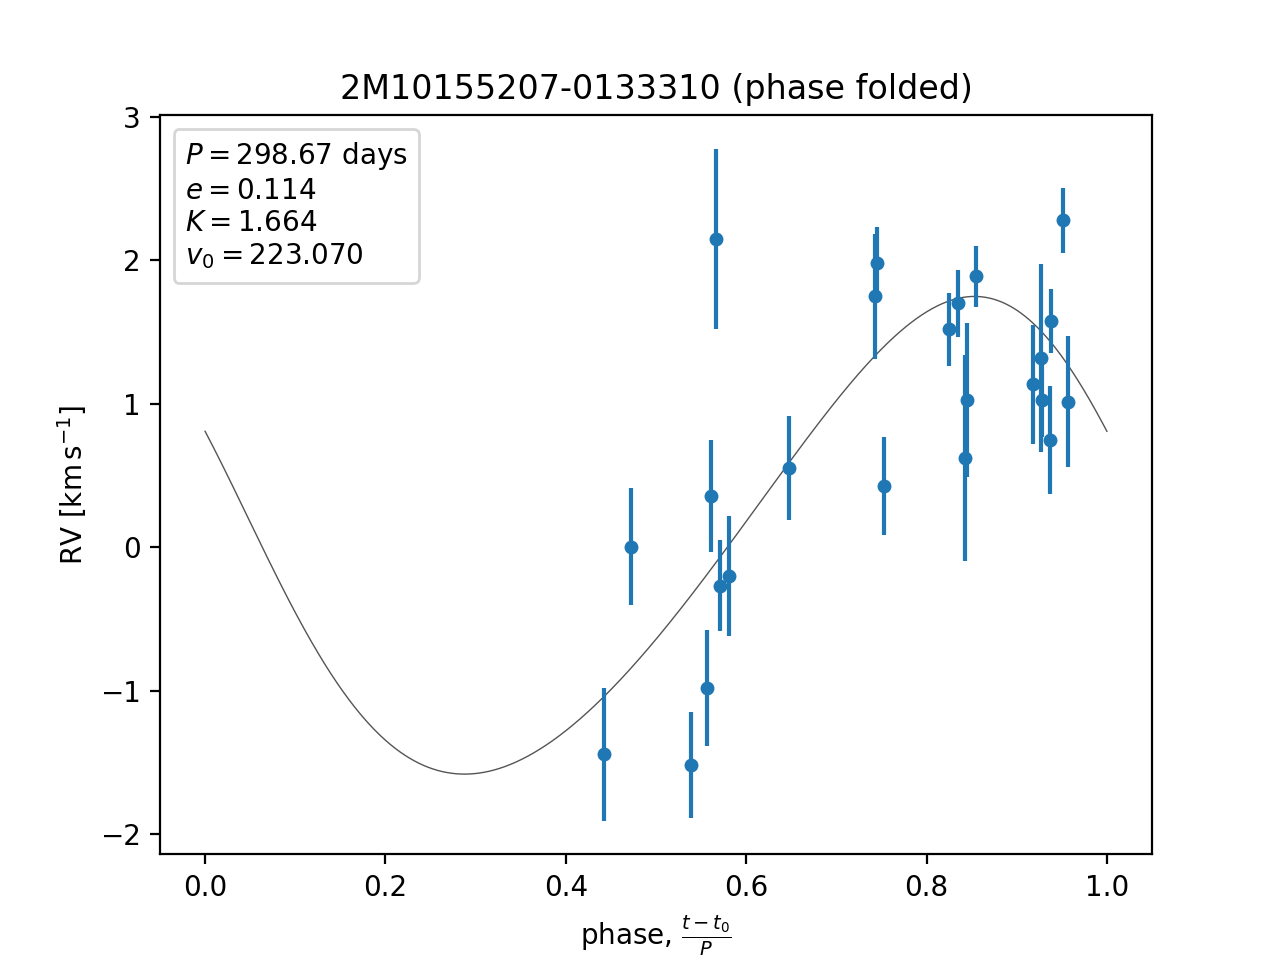 2M10155207-0133310 (phase folded)
P = 298.67 days
e = 0.114
K = 1.664
v₀ = 223.070
RV [km s⁻¹]
3
2
1
0
−1
−2
0.0 0.2 0.4 0.6 0.8 1.0
phase, (t − t₀)/P